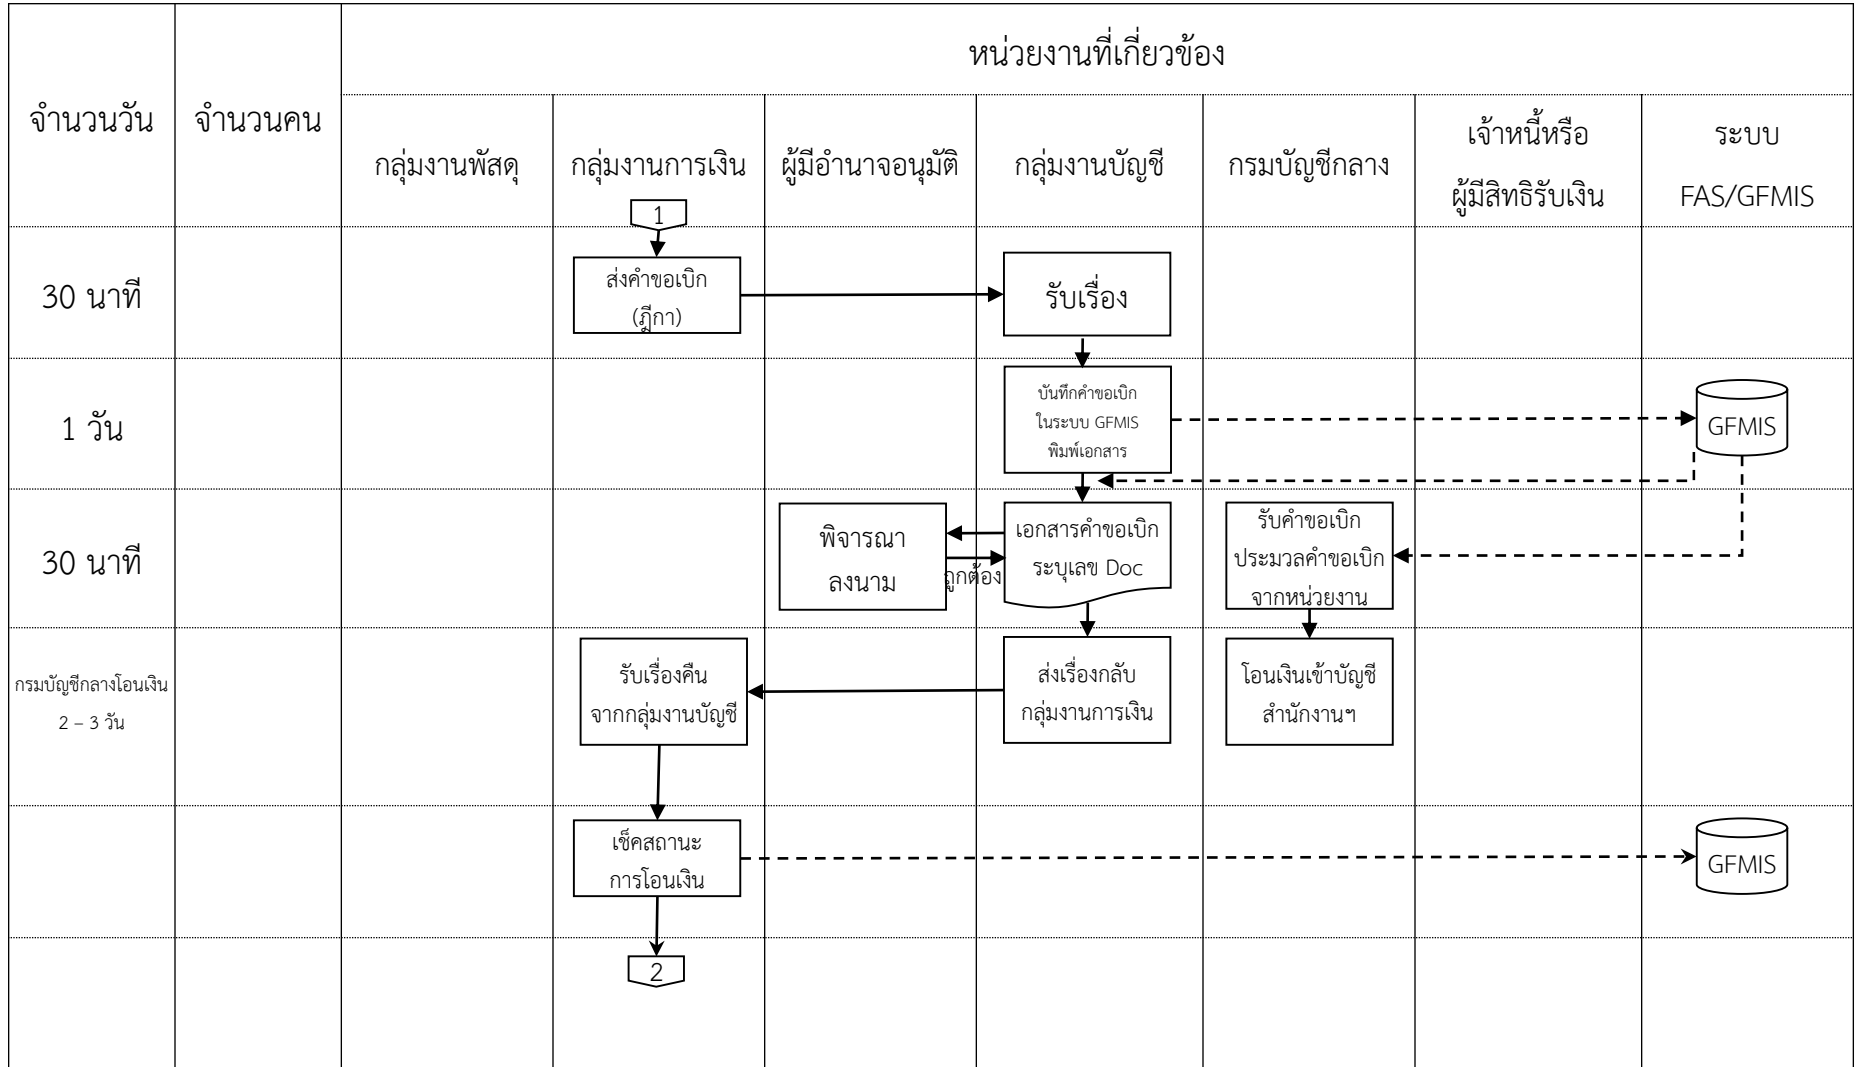 หน่วยงานที่เกี่ยวข้อง
จำนวนวัน
จำนวนคน
กลุ่มงานพัสดุ
กลุ่มงานการเงิน
ผู้มีอำนาจอนุมัติ
กลุ่มงานบัญชี
กรมบัญชีกลาง
เจ้าหนี้หรือ
ผู้มีสิทธิรับเงิน
ระบบ
FAS/GFMIS
1
30 นาที
ส่งคำขอเบิก
(ฎีกา)
รับเรื่อง
1 วัน
บันทึกคำขอเบิก
ในระบบ GFMIS
พิมพ์เอกสาร
GFMIS
30 นาที
พิจารณา
ลงนาม
ถูกต้อง
เอกสารคำขอเบิก
ระบุเลข Doc
รับคำขอเบิก
ประมวลคำขอเบิก
จากหน่วยงาน
กรมบัญชีกลางโอนเงิน
2 – 3 วัน
รับเรื่องคืน
จากกลุ่มงานบัญชี
ส่งเรื่องกลับ
กลุ่มงานการเงิน
โอนเงินเข้าบัญชี
สำนักงานฯ
เช็คสถานะ
การโอนเงิน
GFMIS
2